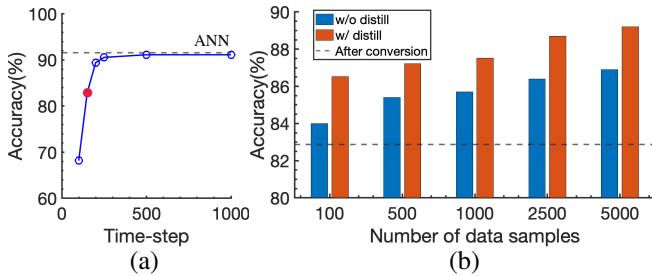 100
90
80
70
60
0
500
1000
Accuracy(%)
Time-step
ANN
(a)
90
88
86
84
82
80
100
500
1000
2500
5000
Accuracy(%)
Number of data samples
w/o distill
w/ distill
After conversion
(b)